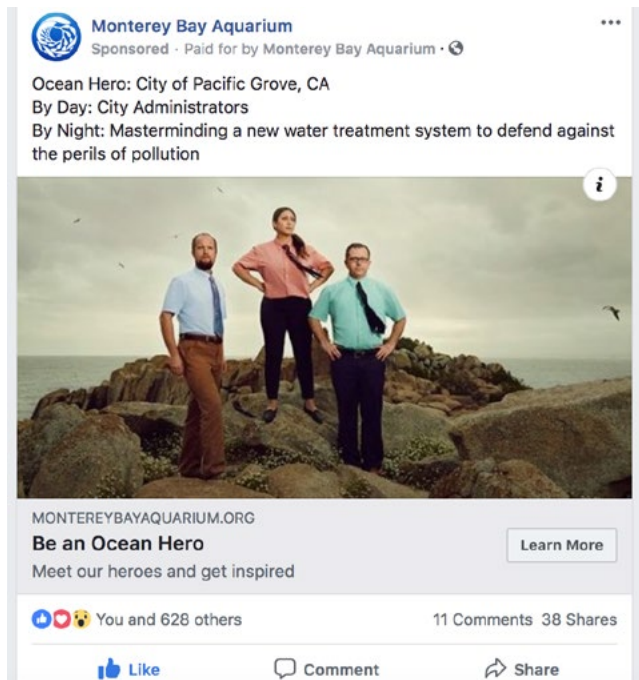 Monterey Bay Aquarium
Sponsored · Paid for by Monterey Bay Aquarium ·
Ocean Hero: City of Pacific Grove, CA
By Day: City Administrators
By Night: Masterminding a new water treatment system to defend against
the perils of pollution
i
MONTEREYBAYAQUARIUM.ORG
Be an Ocean Hero
Learn More
Meet our heroes and get inspired
You and 628 others
11 Comments 38 Shares
Like
Comment
Share